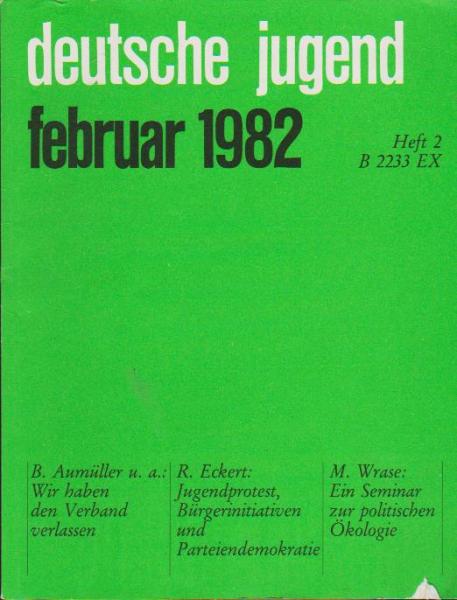 deutsche jugend
februar 1982
Heft 2
B 2233 EX
B. Aumüller u. a.:
Wir haben
den Verband
verlassen
R. Eckert:
Jugendprotest,
Bürgerinitiativen
und
Parteiendemokratie
M. Wrase:
Ein Seminar
zur politischen
Ökologie